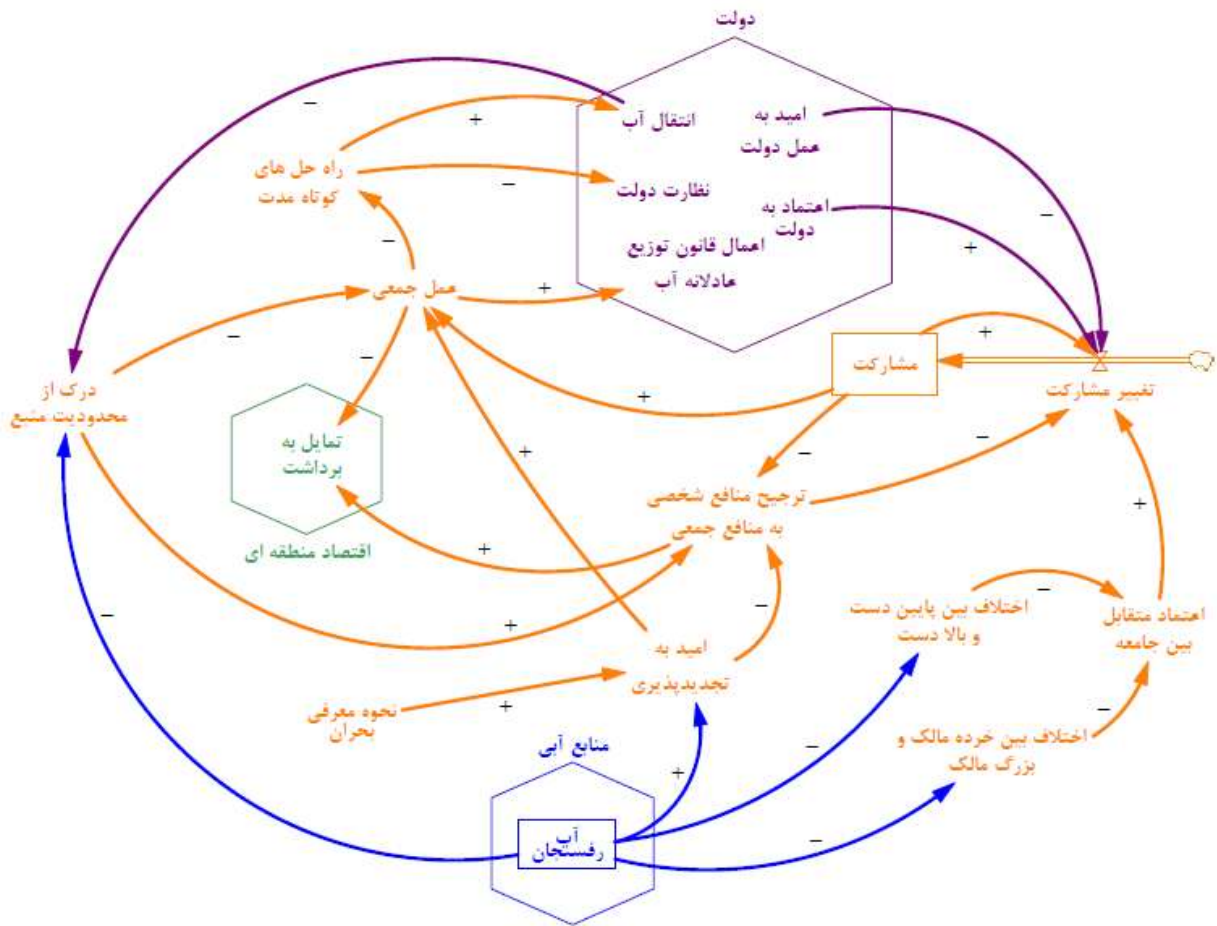 دولت
انتقال آب
امید به
عمل دولت
راه حل های
کوتاه مدت
نظارت دولت
اعتماد به
دولت
اعمال قانون توزیع
عادلانه آب
عمل جمعی
مشارکت
تغییر مشارکت
درک از
محدودیت منبع
تمایل به
برداشت
اقتصاد منطقه ای
ترجیح منافع شخصی
به منافع جمعی
اختلاف بین پایین دست
و بالا دست
اعتماد متقابل
بین جامعه
امید به
تجدیدپذیری
نحوه معرفی
بحران
اختلاف بین خرده مالک و
بزرگ مالک
منابع آبی
آب
رفسنجان